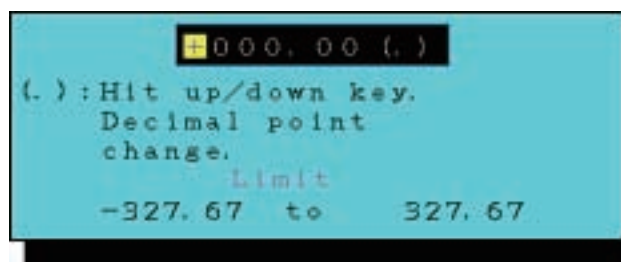 +000.00 (.)
(.):Hit up/down key.
Decimal point
change.
Limit
-327.67 to 327.67